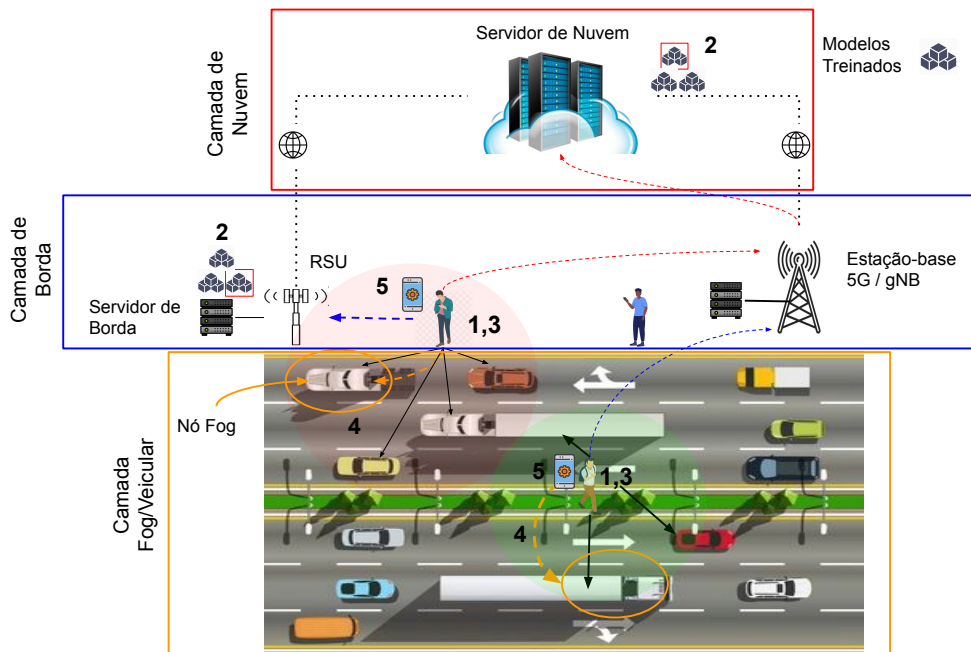 Servidor de Nuvem
2
Modelos
Treinados
Camada de
Nuvem
Camada de
Borda
2
RSU
5
Servidor de
Borda
1,3
Estação-base
5G / gNB
Nó Fog
4
Camada
Fog/Veicular
5
1,3
4